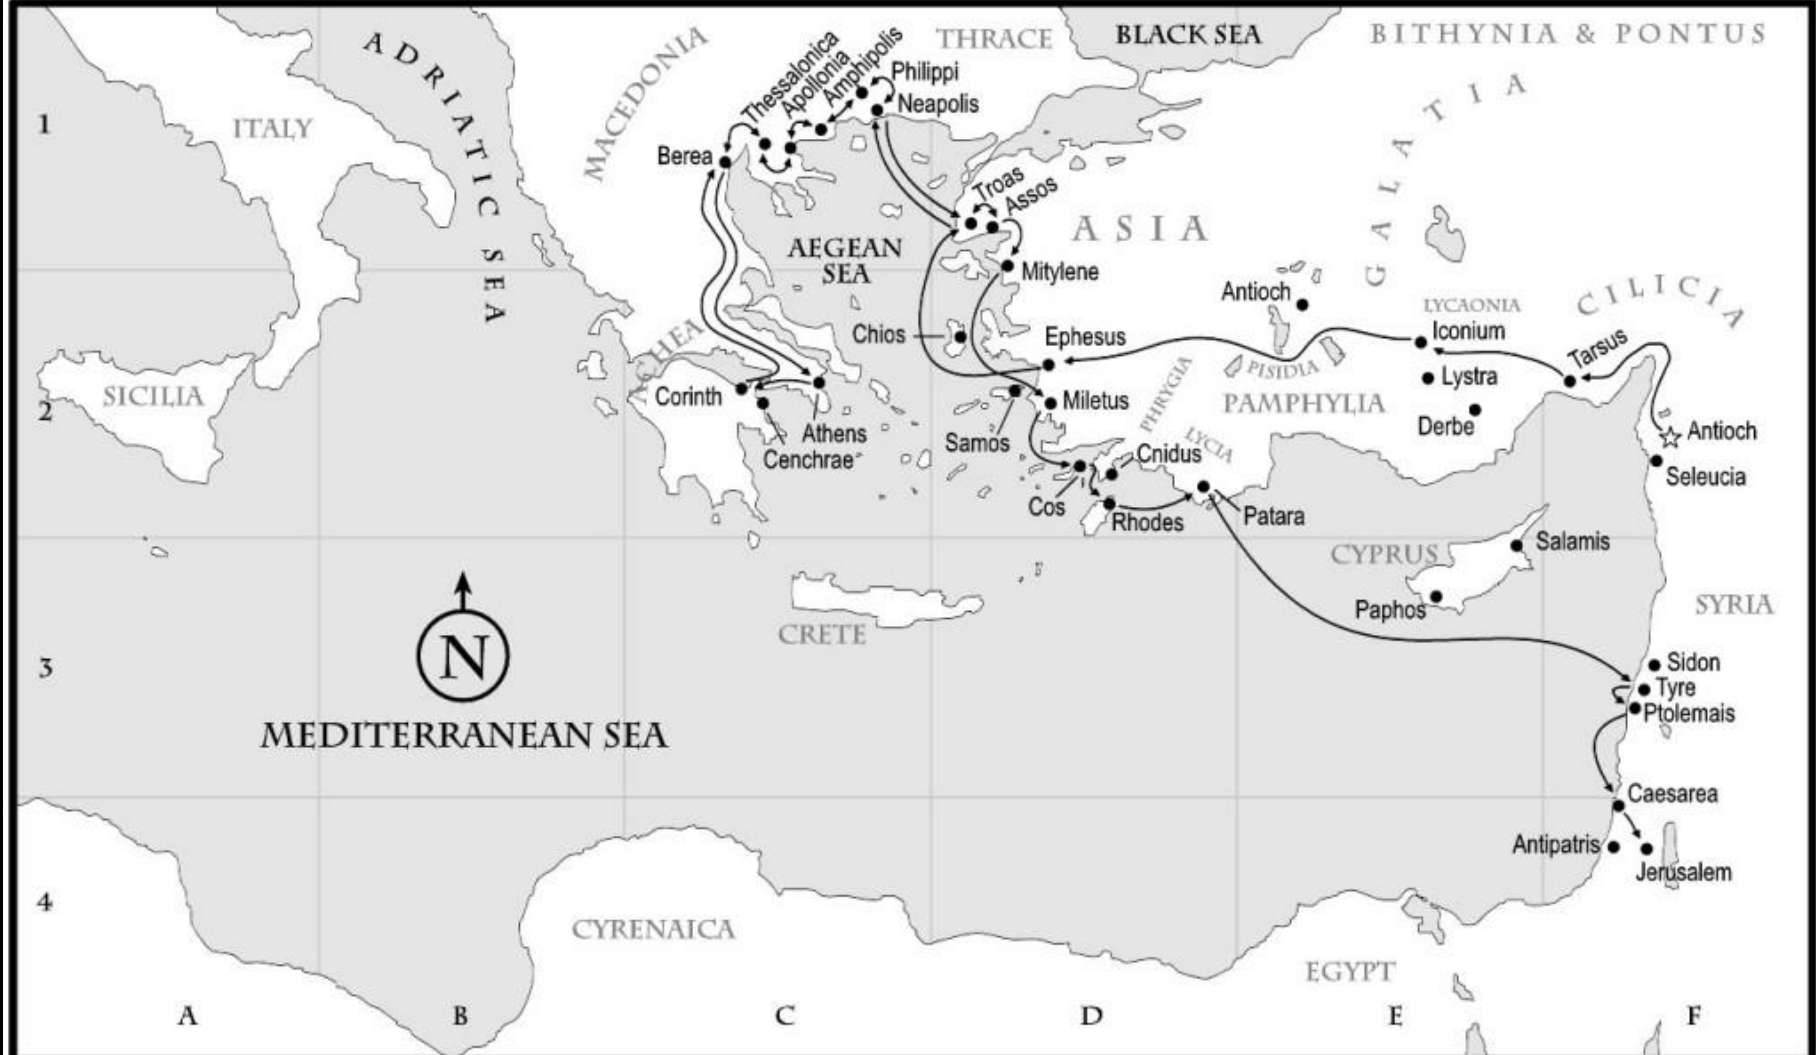 ADRIATIC SEA
MACEDONIA
THRACE
BLACK SEA
BITHYNIA & PONTUS
Thessalonica
Apollonia
Amphipolis
Philippi
Neapolis
GALATIA
1
ITALY
Berea
Troas
Assos
ASIA
AEGEAN
SEA
Mitylene
Antioch
LYCAONIA
CILICIA
Chios
Ephesus
Iconium
Tarsus
ACHEA
PHRYGIA
PISIDIA
Lystra
2
SICILIA
Corinth
Miletus
PAMPHYLIA
Derbe
Antioch
Athens
Samos
LYCIA
Cenchrae
Cnidus
Seleucia
Cos
Rhodes
Patara
CYPRUS
Salamis
Paphos
SYRIA
CRETE
N
3
Sidon
Tyre
Ptolemais
MEDITERRANEAN SEA
Caesarea
Antipatris
Jerusalem
4
CYRENAICA
EGYPT
A
B
C
D
E
F